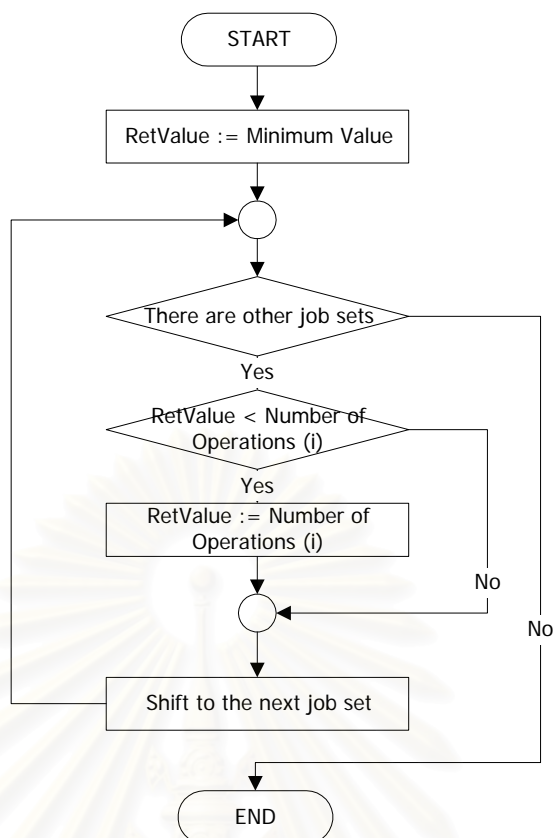 START
RetValue := Minimum Value
There are other job sets
Yes
RetValue < Number of
Operations (i)
Yes
RetValue := Number of
Operations (i)
No
No
Shift to the next job set
END